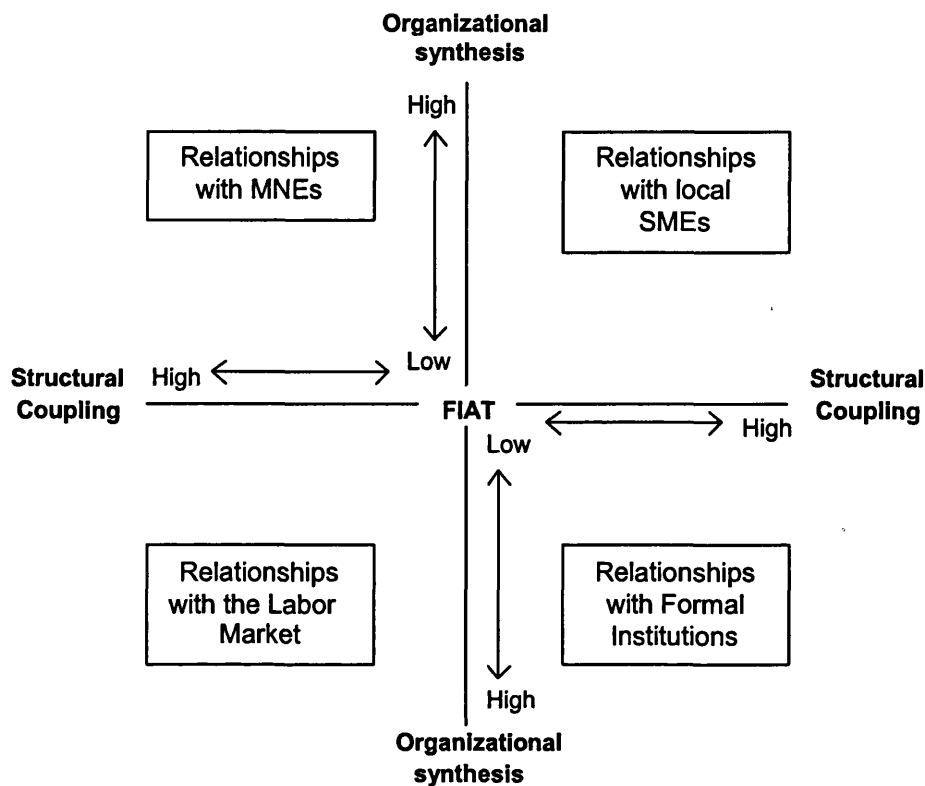 Organizational
synthesis
High
Relationships
with MNEs
Relationships
with local
SMEs
Low
Structural
Coupling
High
FIAT
Structural
Coupling
Low
High
Relationships
with the Labor
Market
Relationships
with Formal
Institutions
High
Organizational
synthesis